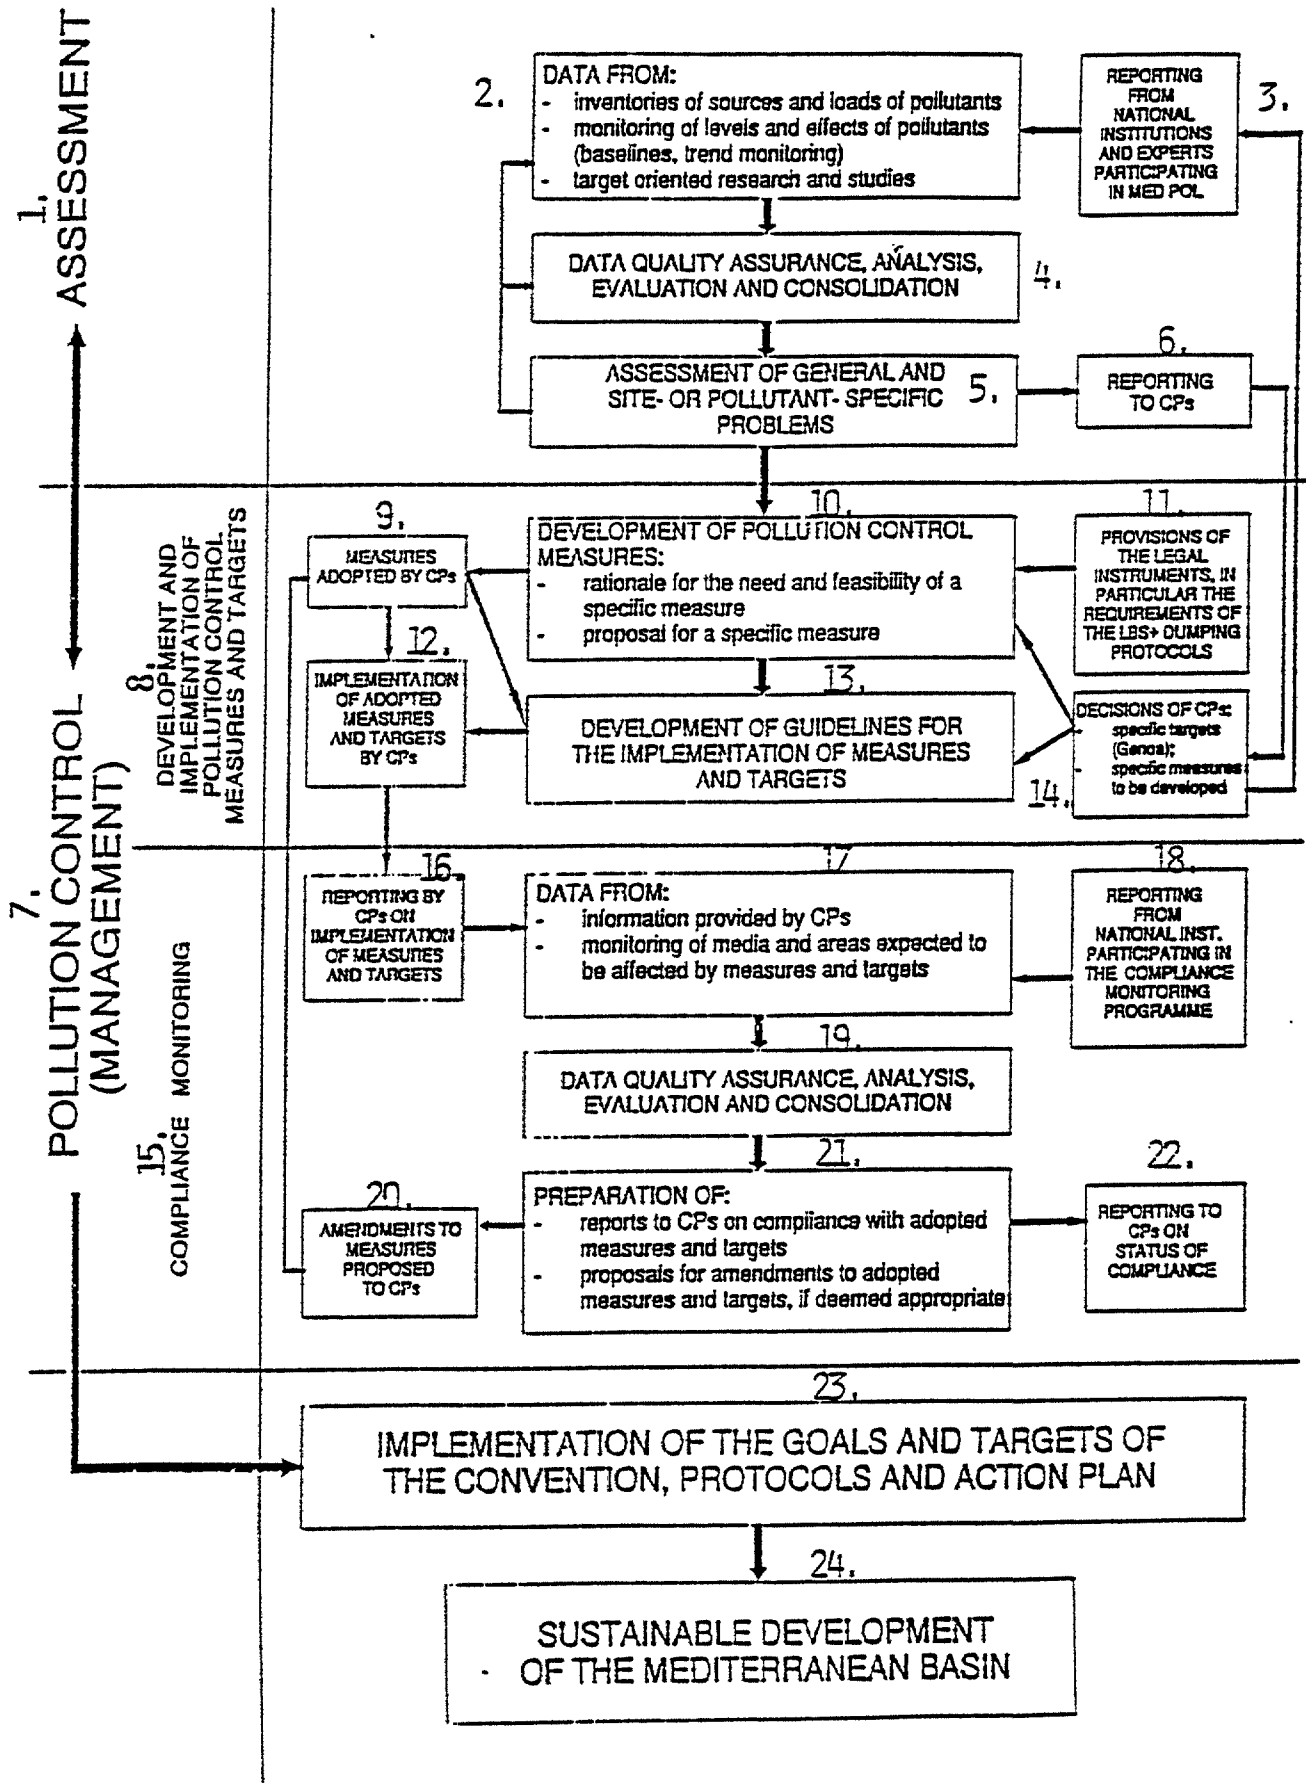 1.
ASSESSMENT
2.
DATA FROM:
- inventories of sources and loads of pollutants
- monitoring of levels and effects of pollutants
(baselines, trend monitoring)
- target oriented research and studies
3.
REPORTING
FROM
NATIONAL
INSTITUTIONS
AND EXPERTS
PARTICIPATING
IN MED POL
DATA QUALITY ASSURANCE, ANALYSIS,
EVALUATION AND CONSOLIDATION
4.
ASSESSMENT OF GENERAL AND
SITE- OR POLLUTANT- SPECIFIC
PROBLEMS
5.
6.
REPORTING
TO CPs
7.
POLLUTION CONTROL
(MANAGEMENT)
8.
DEVELOPMENT AND
IMPLEMENTATION OF
POLLUTION CONTROL
MEASURES AND TARGETS
9.
MEASURES
ADOPTED BY CPs
10.
DEVELOPMENT OF POLLUTION CONTROL
MEASURES:
- rationale for the need and feasibility of a
specific measure
- proposal for a specific measure
11.
PROVISIONS OF
THE LEGAL
INSTRUMENTS, IN
PARTICULAR THE
REQUIREMENTS OF
THE LBS+ DUMPING
PROTOCOLS
12.
IMPLEMENTATION
OF ADOPTED
MEASURES
AND TARGETS
BY CPs
13.
DEVELOPMENT OF GUIDELINES FOR
THE IMPLEMENTATION OF MEASURES
AND TARGETS
DECISIONS OF CPs:
- specific targets
(Genoa);
- specific measures
to be developed
14.
15.
COMPLIANCE MONITORING
16.
REPORTING BY
CPs ON
IMPLEMENTATION
OF MEASURES
AND TARGETS
17
DATA FROM:
- information provided by CPs
- monitoring of media and areas expected to
be affected by measures and targets
18.
REPORTING
FROM
NATIONAL INST.
PARTICIPATING IN
THE COMPLIANCE
MONITORING
PROGRAMME
19.
DATA QUALITY ASSURANCE, ANALYSIS,
EVALUATION AND CONSOLIDATION
20.
AMENDMENTS TO
MEASURES
PROPOSED
TO CPs
21.
PREPARATION OF:
- reports to CPs on compliance with adopted
measures and targets
- proposals for amendments to adopted
measures and targets, if deemed appropriate
22.
REPORTING TO
CPs ON
STATUS OF
COMPLIANCE
23.
IMPLEMENTATION OF THE GOALS AND TARGETS OF
THE CONVENTION, PROTOCOLS AND ACTION PLAN
24.
SUSTAINABLE DEVELOPMENT
OF THE MEDITERRANEAN BASIN